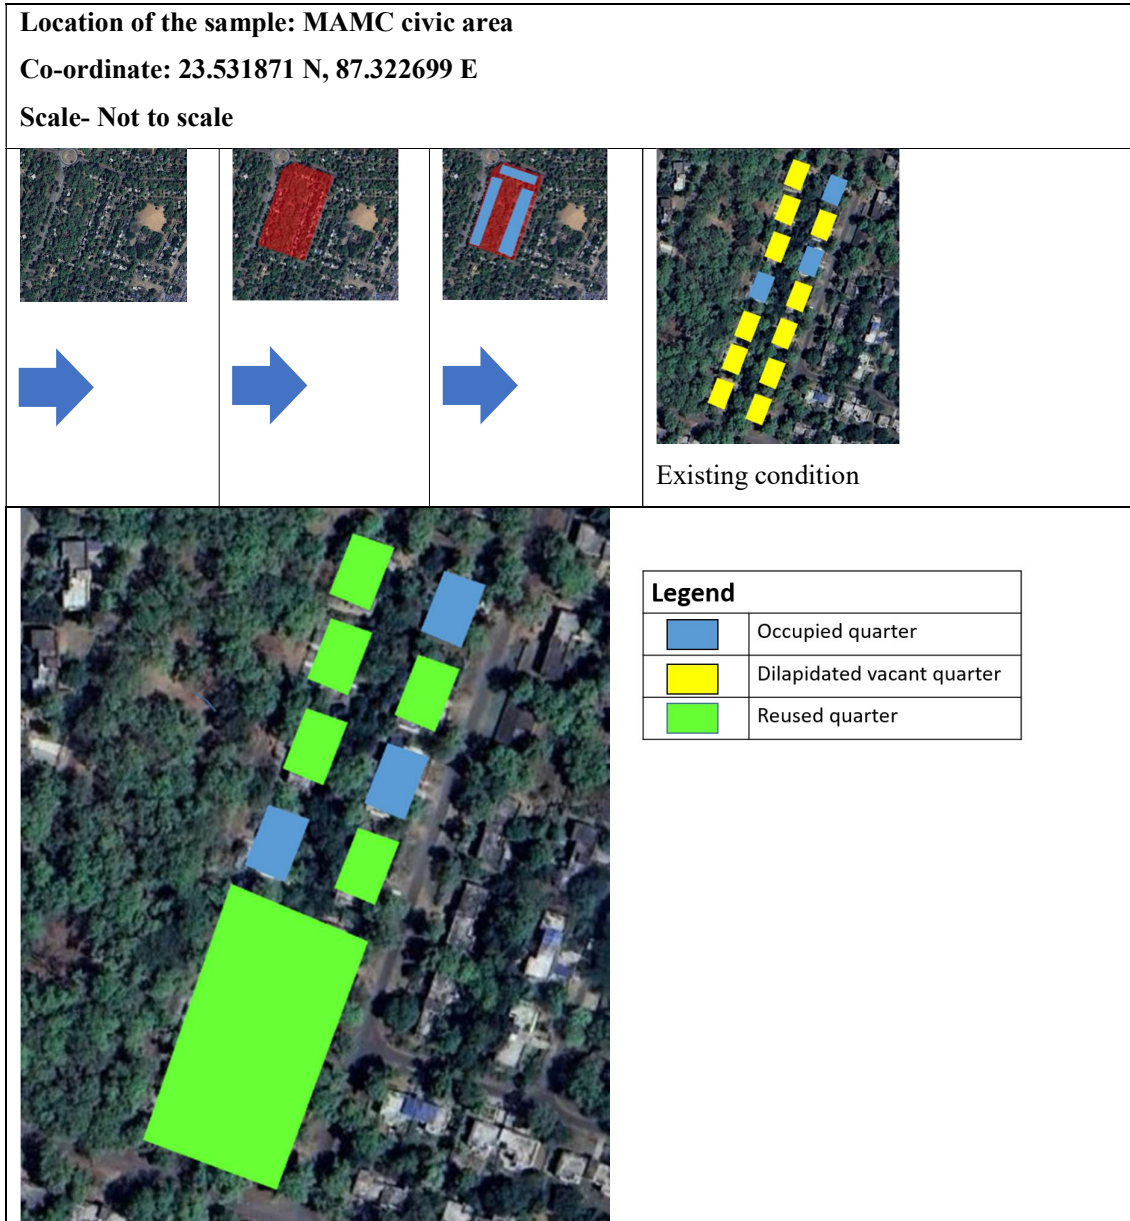 Location of the sample: MAMC civic area
Co-ordinate: 23.531871 N, 87.322699 E
Scale- Not to scale
Existing condition
Legend
Occupied quarter
Dilapidated vacant quarter
Reused quarter